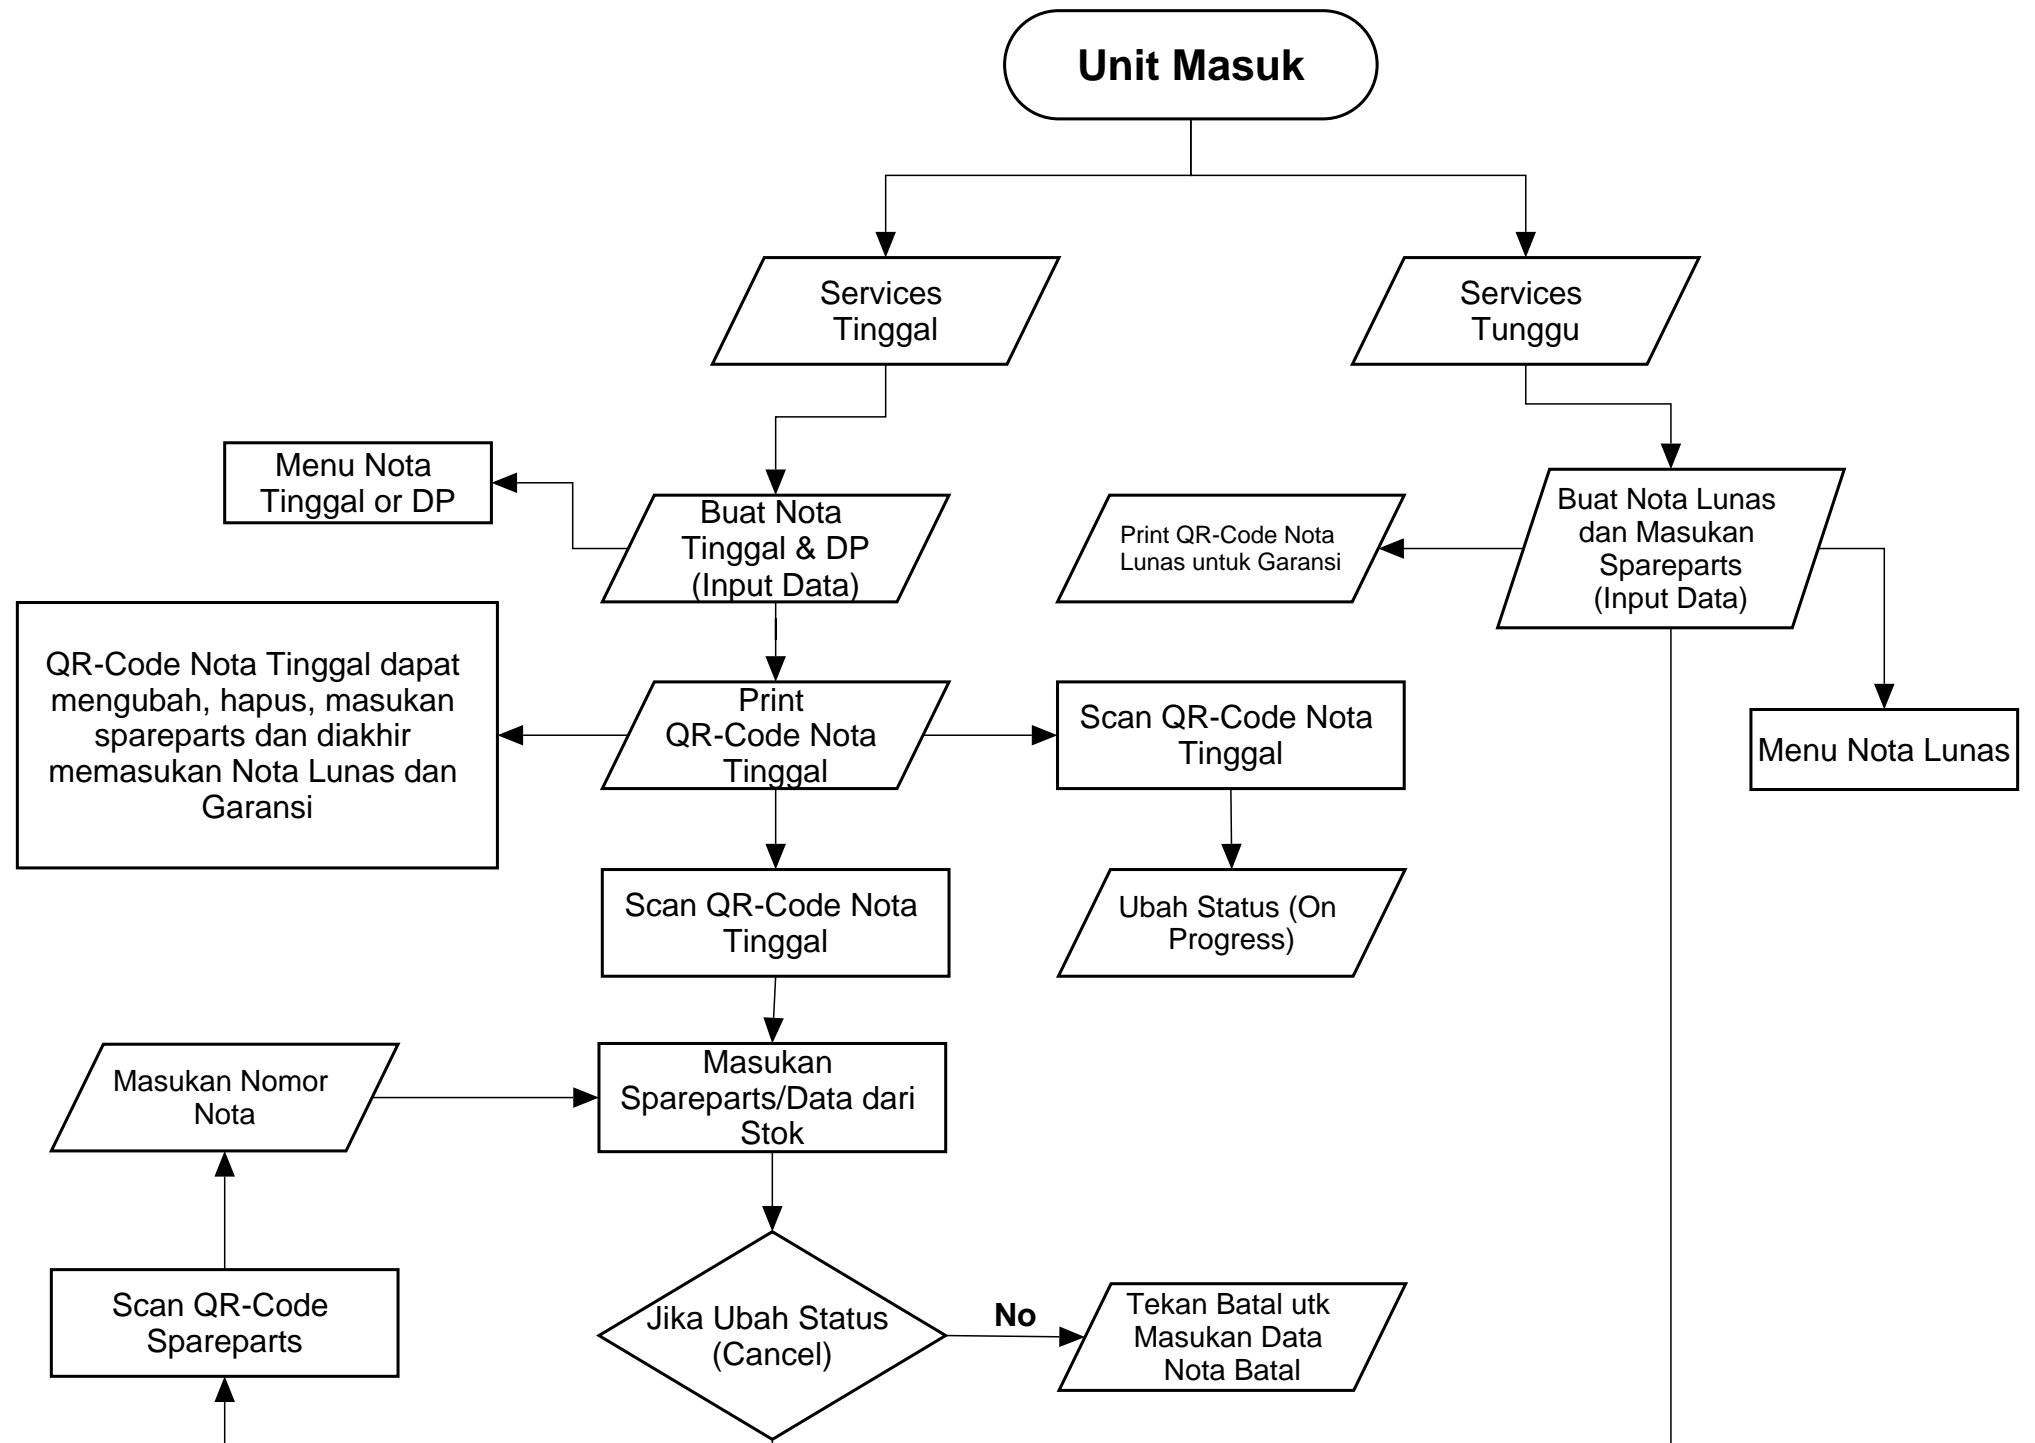 Unit Masuk
Services
Tinggal
Services
Tunggu
Menu Nota
Tinggal or DP
Buat Nota
Tinggal & DP
(Input Data)
Print QR-Code Nota
Lunas untuk Garansi
Buat Nota Lunas
dan Masukan
Spareparts
(Input Data)
QR-Code Nota Tinggal dapat
mengubah, hapus, masukan
spareparts dan diakhir
memasukan Nota Lunas dan
Garansi
Print
QR-Code Nota
Tinggal
Scan QR-Code Nota
Tinggal
Menu Nota Lunas
Scan QR-Code Nota
Tinggal
Ubah Status (On
Progress)
Masukan Nomor
Nota
Masukan
Spareparts/Data dari
Stok
Scan QR-Code
Spareparts
Jika Ubah Status
(Cancel)
No
Tekan Batal utk
Masukan Data
Nota Batal